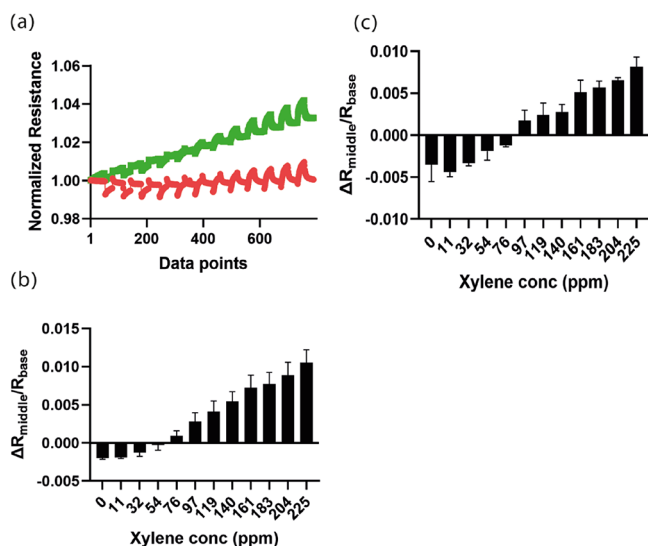 (a)
Normalized Resistance
1.06
1.04
1.02
1.00
0.98
1 200 400 600
Data points
(c)
ΔRmiddle/Rbase
0.010
0.005
0.000
-0.005
-0.010
0 11 32 54 76 97 119 140 161 183 204 225
Xylene conc (ppm)
(b)
ΔRmiddle/Rbase
0.015
0.010
0.005
0.000
-0.005
0 11 32 54 76 97 119 140 161 183 204 225
Xylene conc (ppm)